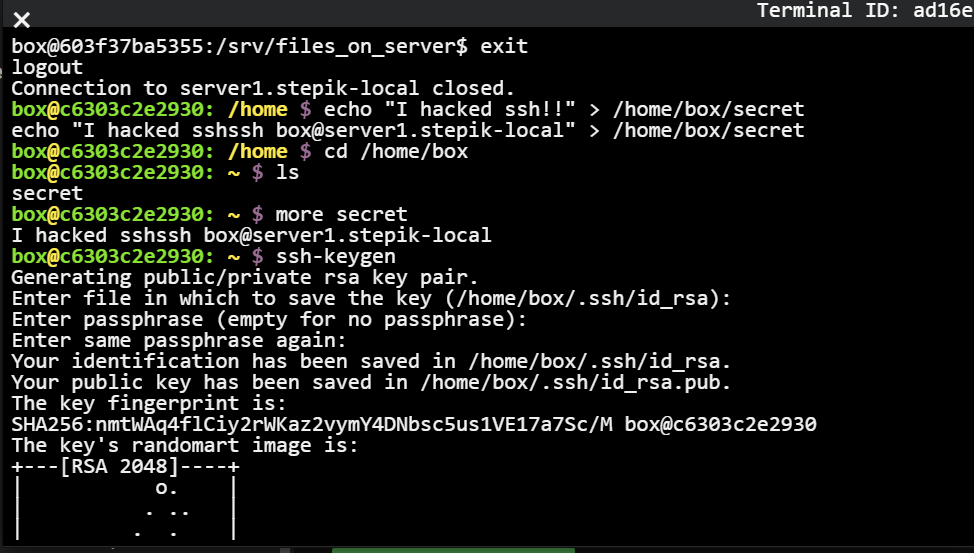 Terminal ID: ad16e
×
box@603f37ba5355:/srv/files_on_server$ exit
logout
Connection to server1.stepik-local closed.
box@c6303c2e2930: /home $ echo "I hacked ssh!!" > /home/box/secret
echo "I hacked sshssh box@server1.stepik-local" > /home/box/secret
box@c6303c2e2930: /home $ cd /home/box
box@c6303c2e2930: ~ $ ls
secret
box@c6303c2e2930: ~ $ more secret
I hacked sshssh box@server1.stepik-local
box@c6303c2e2930: ~ $ ssh-keygen
Generating public/private rsa key pair.
Enter file in which to save the key (/home/box/.ssh/id_rsa):
Enter passphrase (empty for no passphrase):
Enter same passphrase again:
Your identification has been saved in /home/box/.ssh/id_rsa.
Your public key has been saved in /home/box/.ssh/id_rsa.pub.
The key fingerprint is:
SHA256:nmtWAq4flCiy2rWKaz2vymY4DNbsc5us1VE17a7Sc/M box@c6303c2e2930
The key's randomart image is:
+---[RSA 2048]----+
|           o.    |
|          . ..   |
|         .  .    |